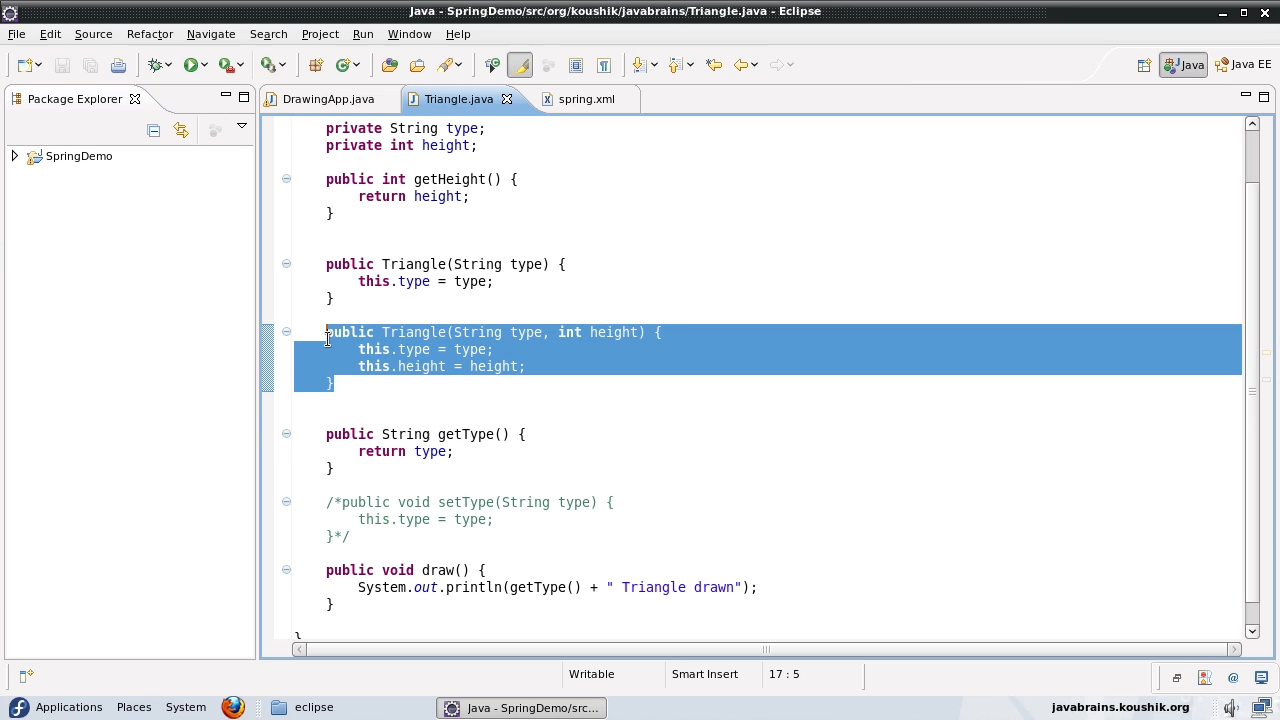 Java - SpringDemo/src/org/koushik/javabrains/Triangle.java - Eclipse
File Edit Source Refactor Navigate Search Project Run Window Help
Java Java EE
Package Explorer DrawingApp.java Triangle.java spring.xml
SpringDemo
private String type;
private int height;
public int getHeight() {
return height;
}
public Triangle(String type) {
this.type = type;
}
public Triangle(String type, int height) {
this.type = type;
this.height = height;
}
public String getType() {
return type;
}
/*public void setType(String type) {
this.type = type;
}*/
public void draw() {
System.out.println(getType() + " Triangle drawn");
}
}
Writable Smart Insert 17 : 5
Applications Places System eclipse Java - SpringDemo/src... javabrains.koushik.org